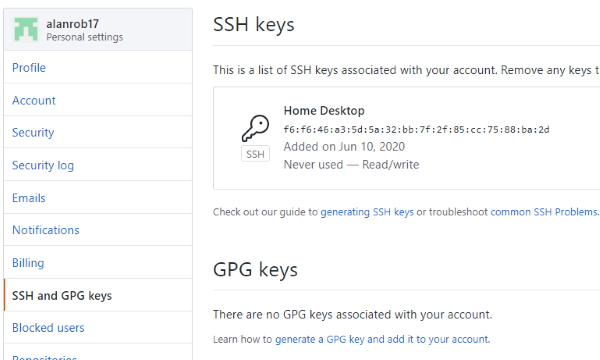 alanrob17
Personal settings
Profile
Account
Security
Security log
Emails
Notifications
Billing
SSH and GPG keys
Blocked users
Repositories
SSH keys
This is a list of SSH keys associated with your account. Remove any keys t
Home Desktop
f6:f6:46:a3:5d:5a:32:bb:7f:2f:85:cc:75:88:ba:2d
SSH
Added on Jun 10, 2020
Never used — Read/write
Check out our guide to generating SSH keys or troubleshoot common SSH Problems.
GPG keys
There are no GPG keys associated with your account.
Learn how to generate a GPG key and add it to your account.